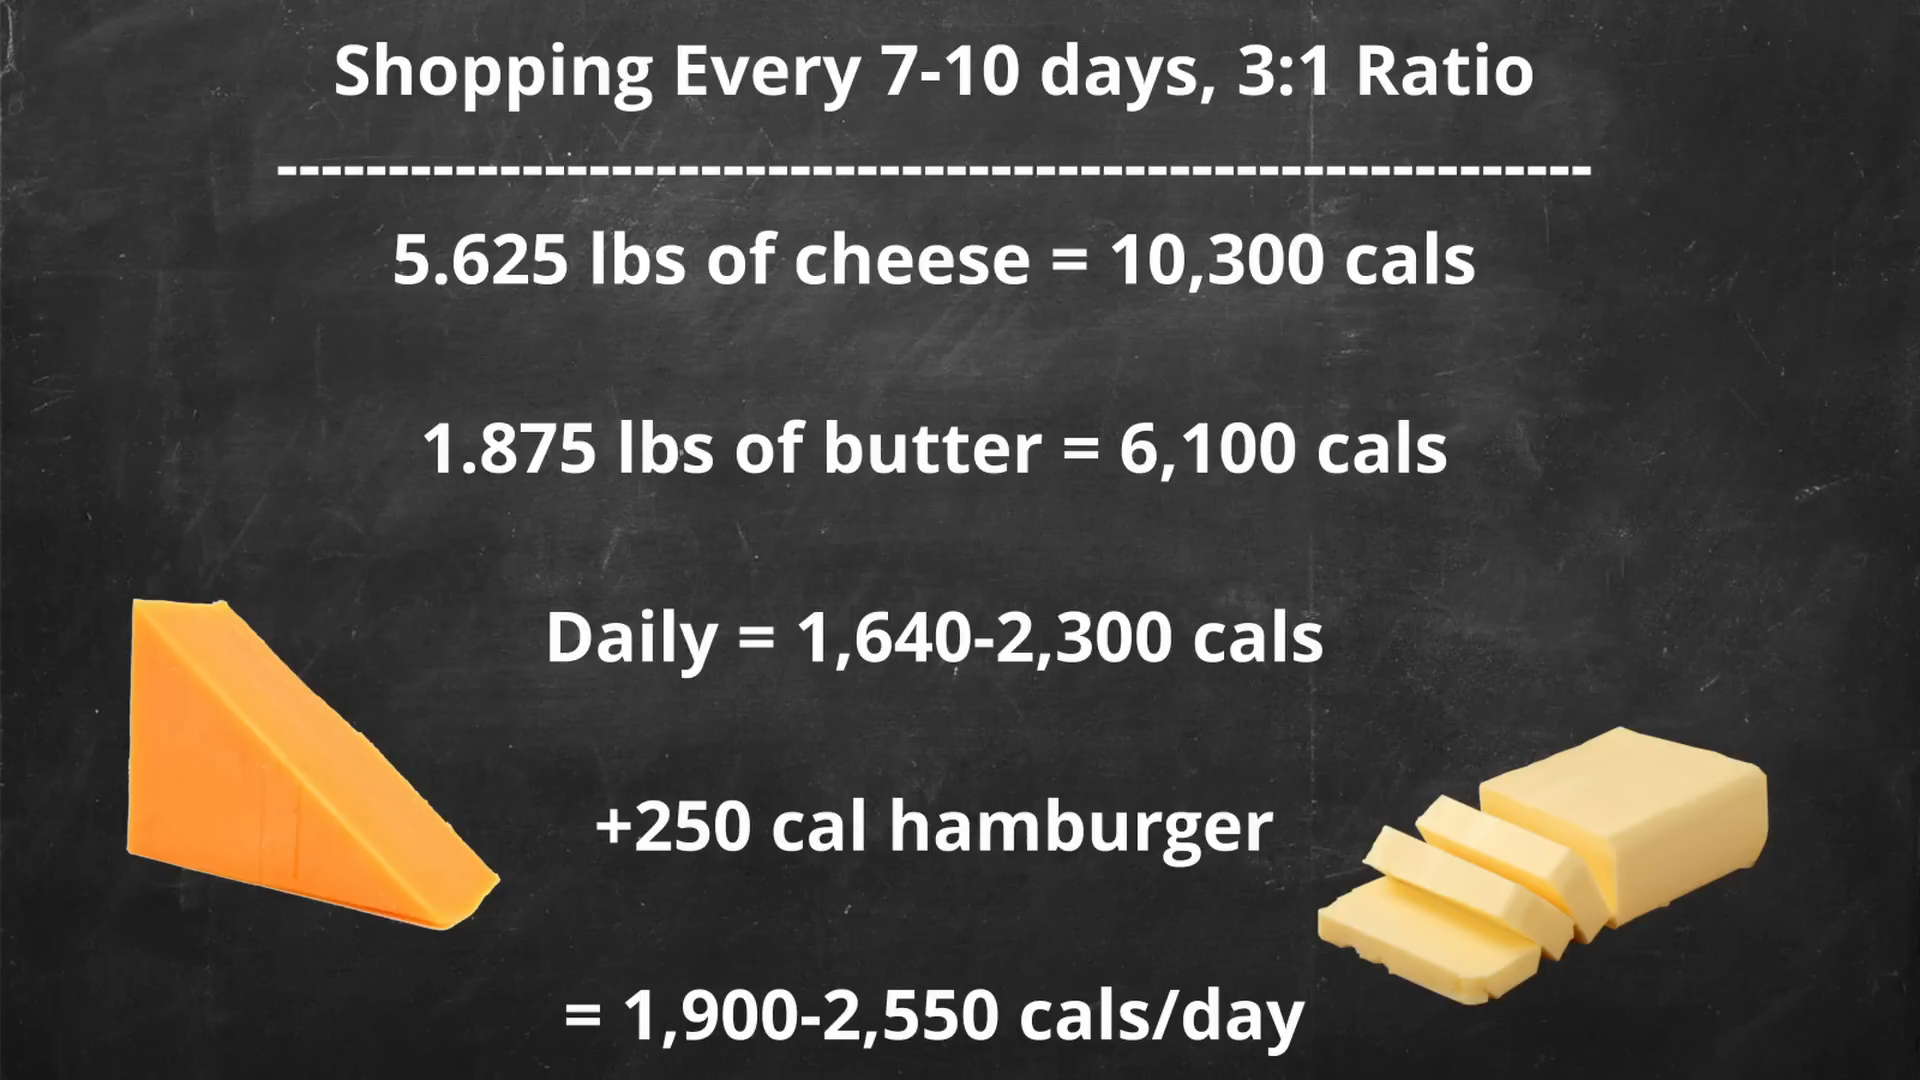 Shopping Every 7-10 days, 3:1 Ratio
-----------------------------------------------------------
5.625 lbs of cheese = 10,300 cals
1.875 lbs of butter = 6,100 cals
Daily = 1,640-2,300 cals
+250 cal hamburger
= 1,900-2,550 cals/day